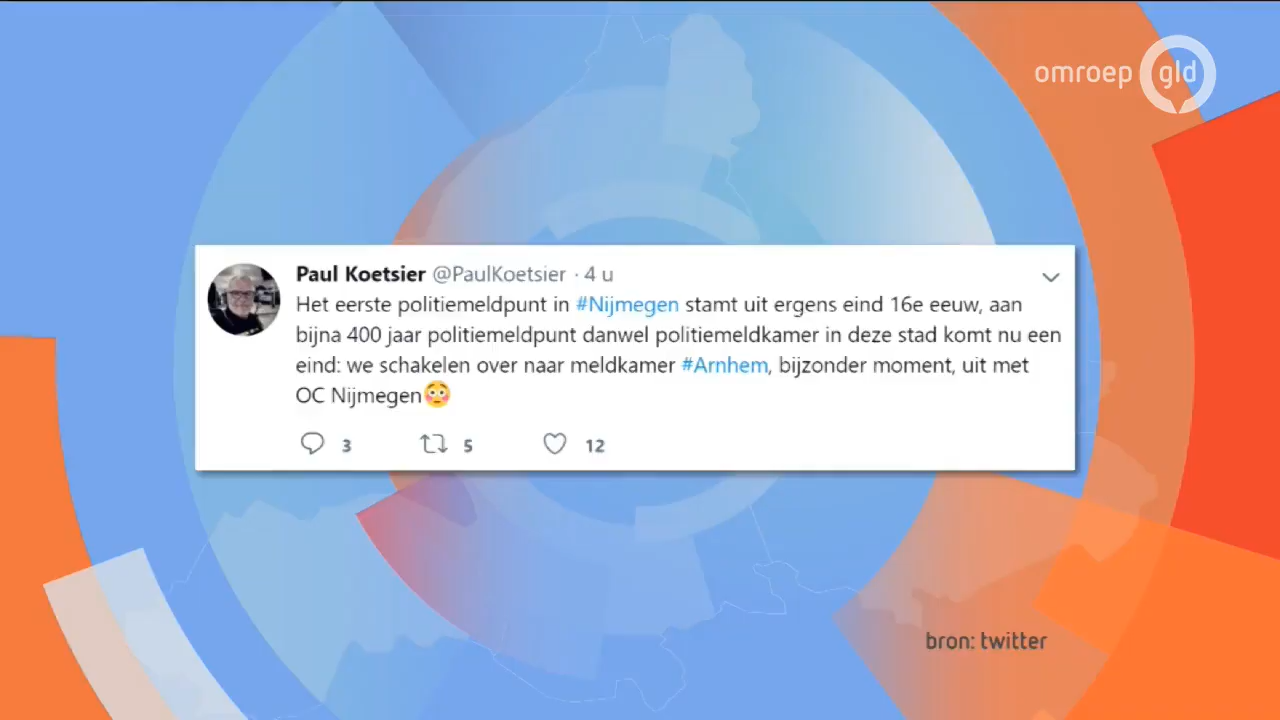 omroep gld
Paul Koetsier @PaulKoetsier · 4 u
Het eerste politiemeldpunt in #Nijmegen stamt uit ergens eind 16e eeuw, aan
bijna 400 jaar politiemeldpunt danwel politiemeldkamer in deze stad komt nu een
eind: we schakelen over naar meldkamer #Arnhem, bijzonder moment, uit met
OC Nijmegen😳
3 5 12
bron: twitter